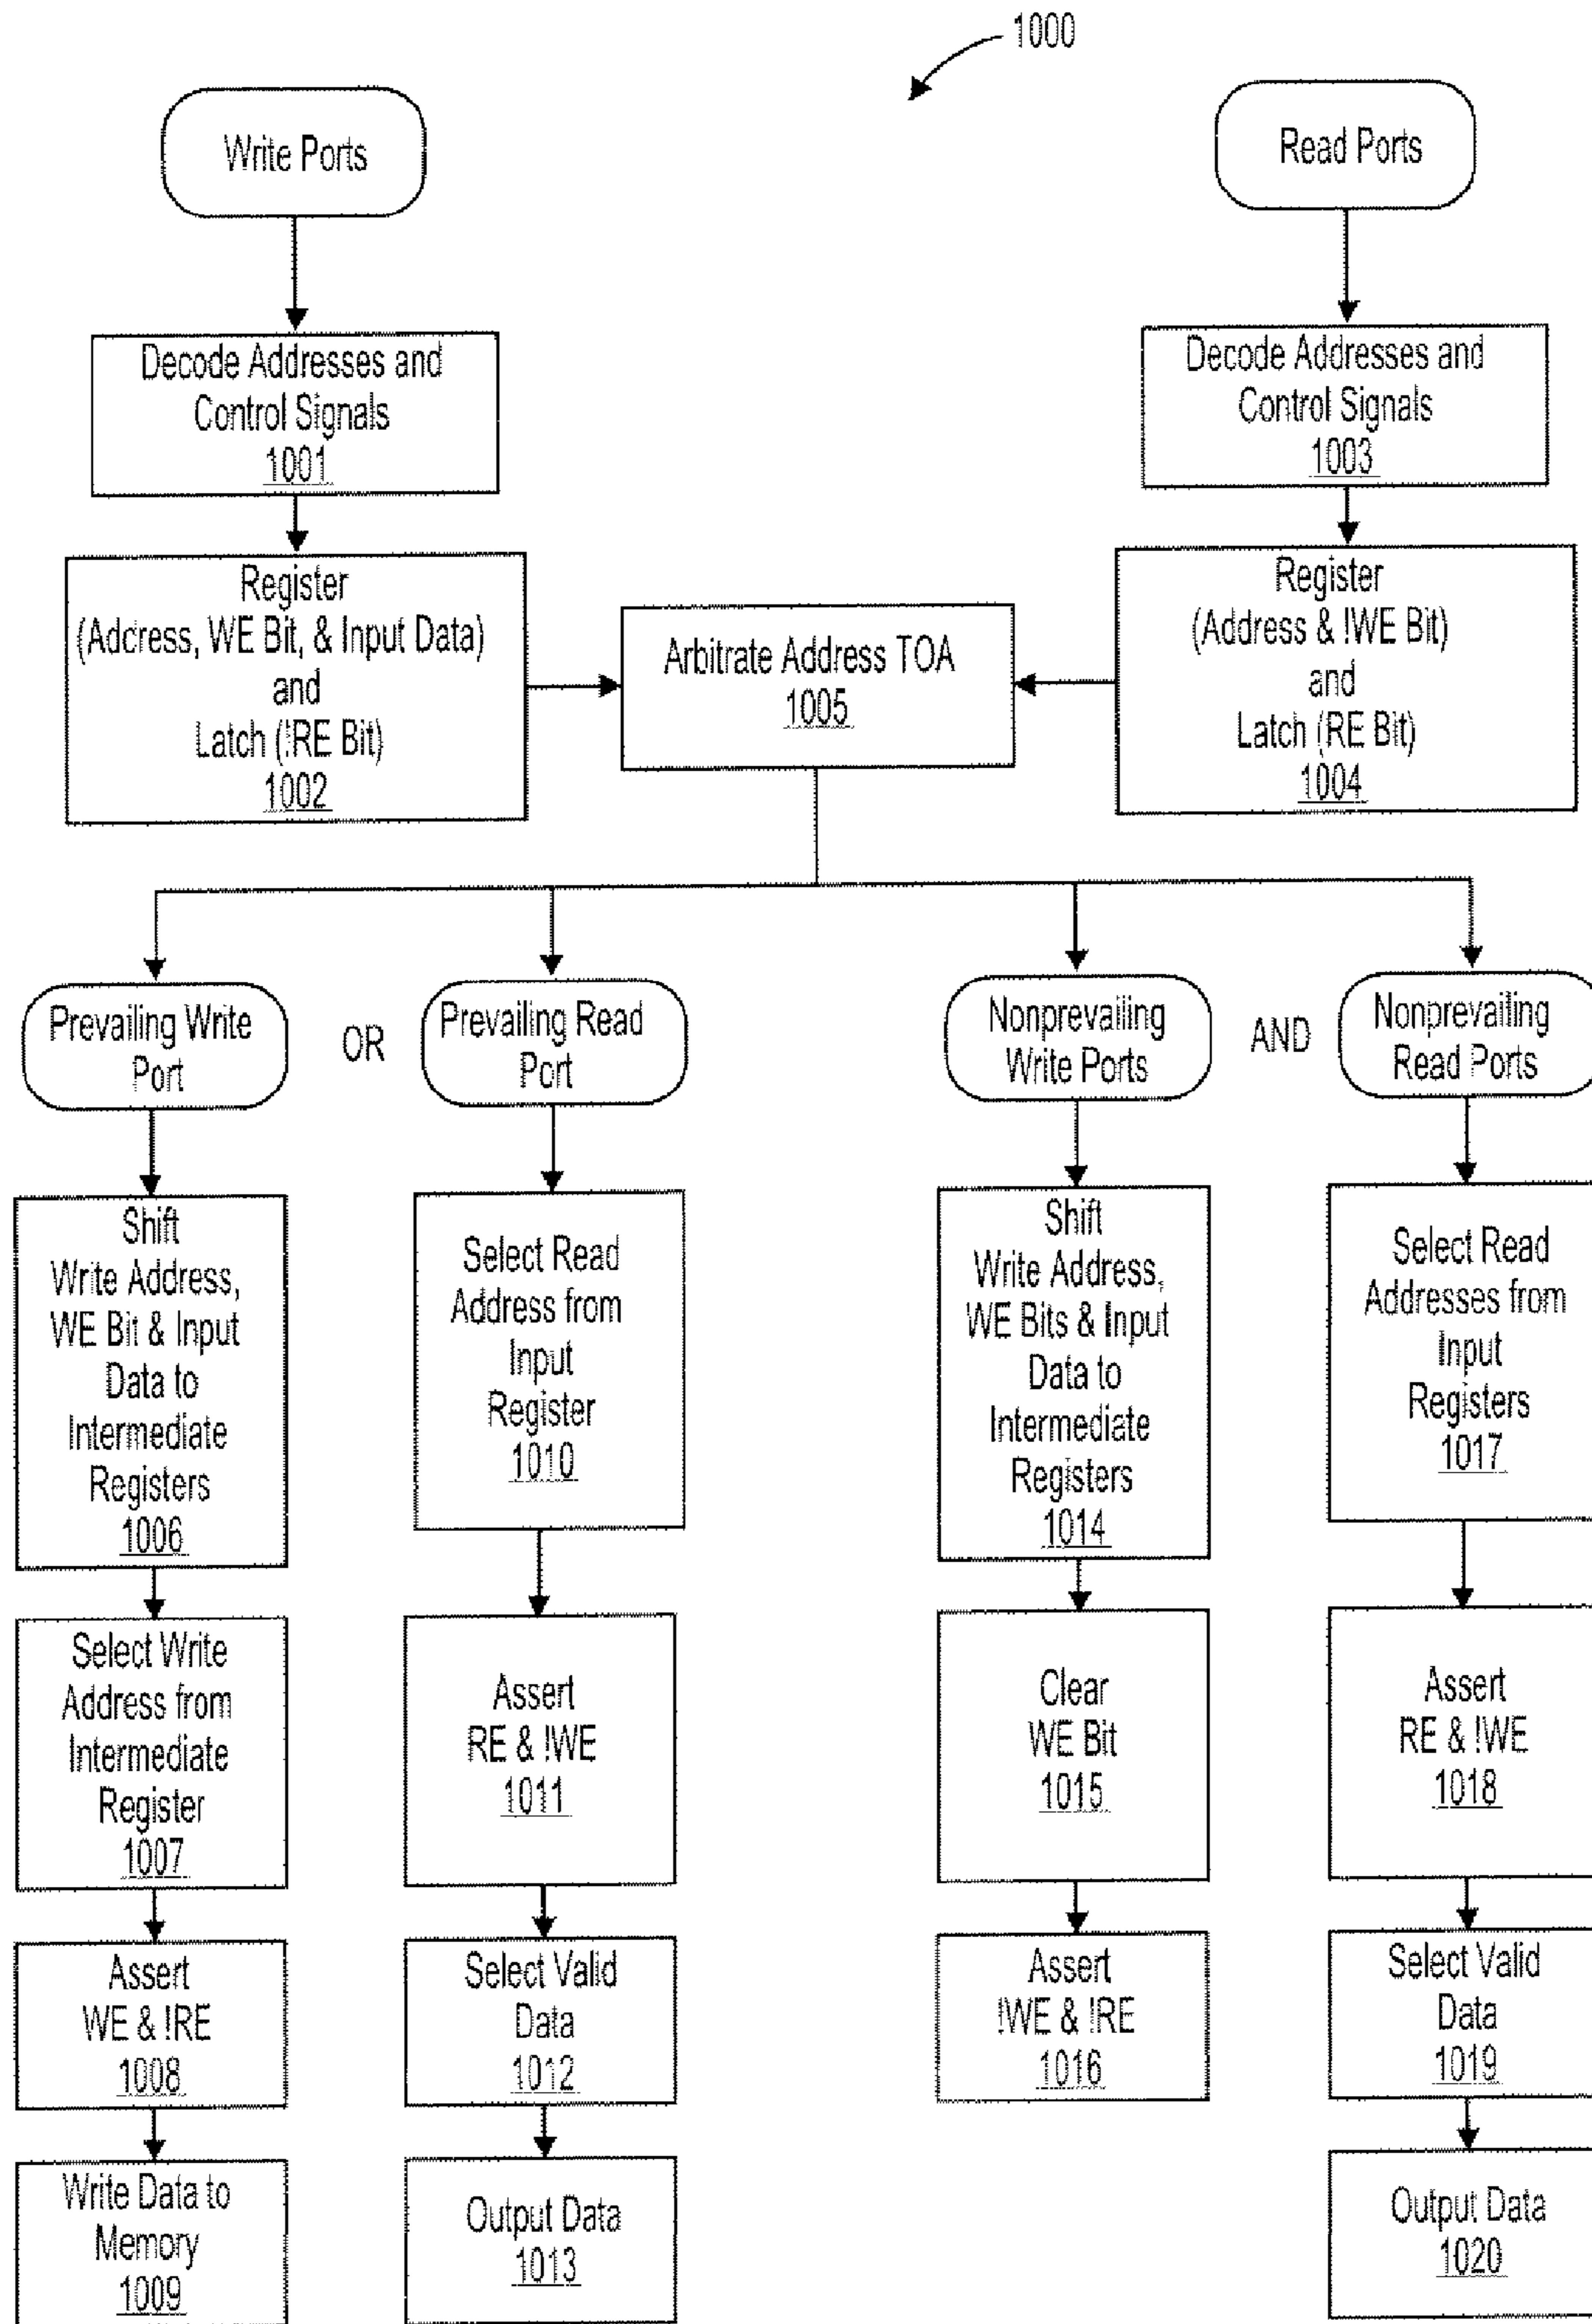 1000
Write Ports
Read Ports
Decode Addresses and
Control Signals
1001
Decode Addresses and
Control Signals
1003
Register
(Address, WE Bit, & Input Data)
and
Latch (!RE Bit)
1002
Arbitrate Address TOA
1005
Register
(Address & !WE Bit)
and
Latch (RE Bit)
1004
Prevailing Write
Port
OR
Prevailing Read
Port
Nonprevailing
Write Ports
AND
Nonprevailing
Read Ports
Shift
Write Address,
WE Bit & Input
Data to
Intermediate
Registers
1006
Select Read
Address from
Input
Register
1010
Shift
Write Address,
WE Bits & Input
Data to
Intermediate
Registers
1014
Select Read
Addresses from
Input
Registers
1017
Select Write
Address from
Intermediate
Register
1007
Assert
RE & !WE
1011
Clear
WE Bit
1015
Assert
RE & !WE
1018
Assert
WE & !RE
1008
Select Valid
Data
1012
Assert
!WE & !RE
1016
Select Valid
Data
1019
Write Data to
Memory
1009
Output Data
1013
Output Data
1020